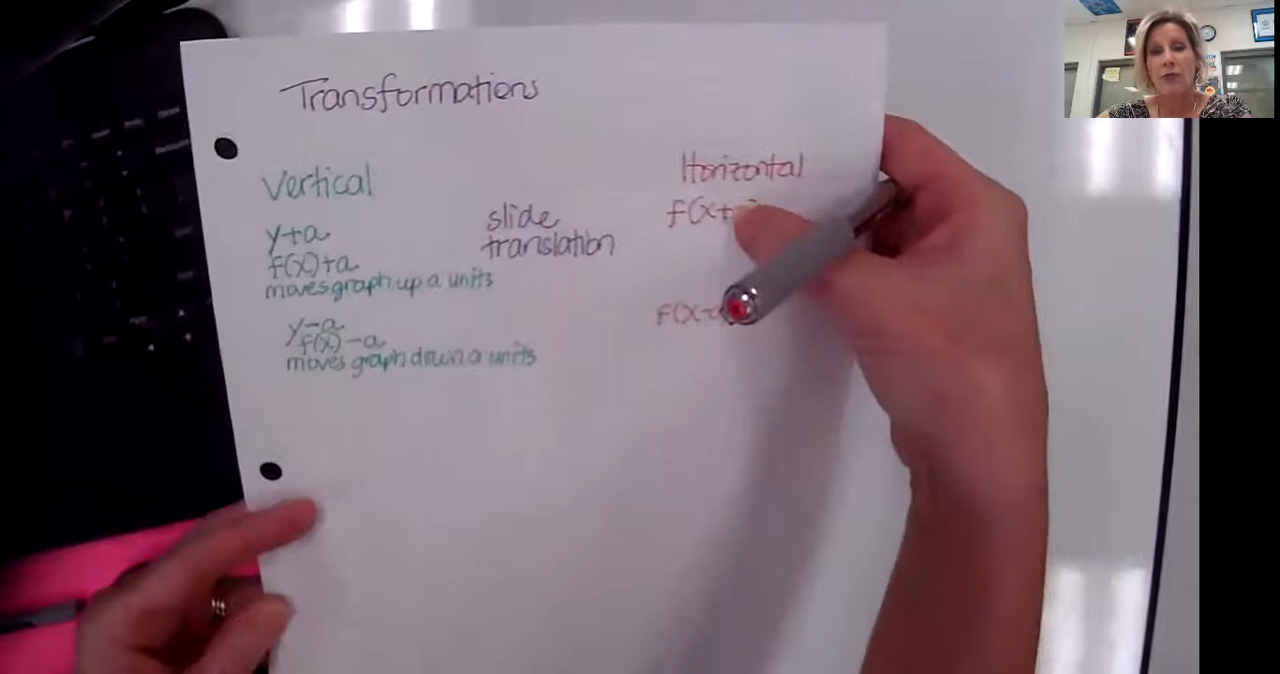 Transformations
Vertical
y+a
f(x)+a
moves graph up a units
y-a
f(x)-a
moves graph down a units
slide
translation
Horizontal
f(x+
f(x-